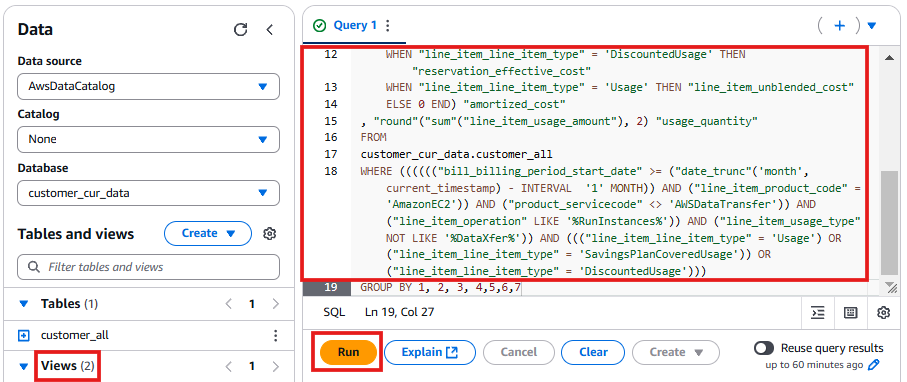 Data
Data source
AwsDataCatalog
Catalog
None
Database
customer_cur_data
Tables and views
Create
Filter tables and views
Tables (1)
1
customer_all
Views (2)
1
Query 1
12 WHEN "line_item_line_item_type" = 'DiscountedUsage' THEN
"reservation_effective_cost"
13 WHEN "line_item_line_item_type" = 'Usage' THEN "line_item_unblended_cost"
14 ELSE 0 END) "amortized_cost"
15 , "round"("sum"("line_item_usage_amount"), 2) "usage_quantity"
16 FROM
17 customer_cur_data.customer_all
18 WHERE (((((("bill_billing_period_start_date" >= ("date_trunc"('month',
current_timestamp) - INTERVAL '1' MONTH)) AND ("line_item_product_code" =
'AmazonEC2')) AND ("product_servicecode" <> 'AWSDataTransfer')) AND
("line_item_operation" LIKE '%RunInstances%')) AND ("line_item_usage_type"
NOT LIKE '%DataXfer%')) AND ((("line_item_line_item_type" = 'Usage') OR
("line_item_line_item_type" = 'SavingsPlanCoveredUsage')) OR
("line_item_line_item_type" = 'DiscountedUsage')))
19 GROUP BY 1, 2, 3, 4,5,6,7
SQL Ln 19, Col 27
Run
Explain
Cancel
Clear
Create
Reuse query results
up to 60 minutes ago